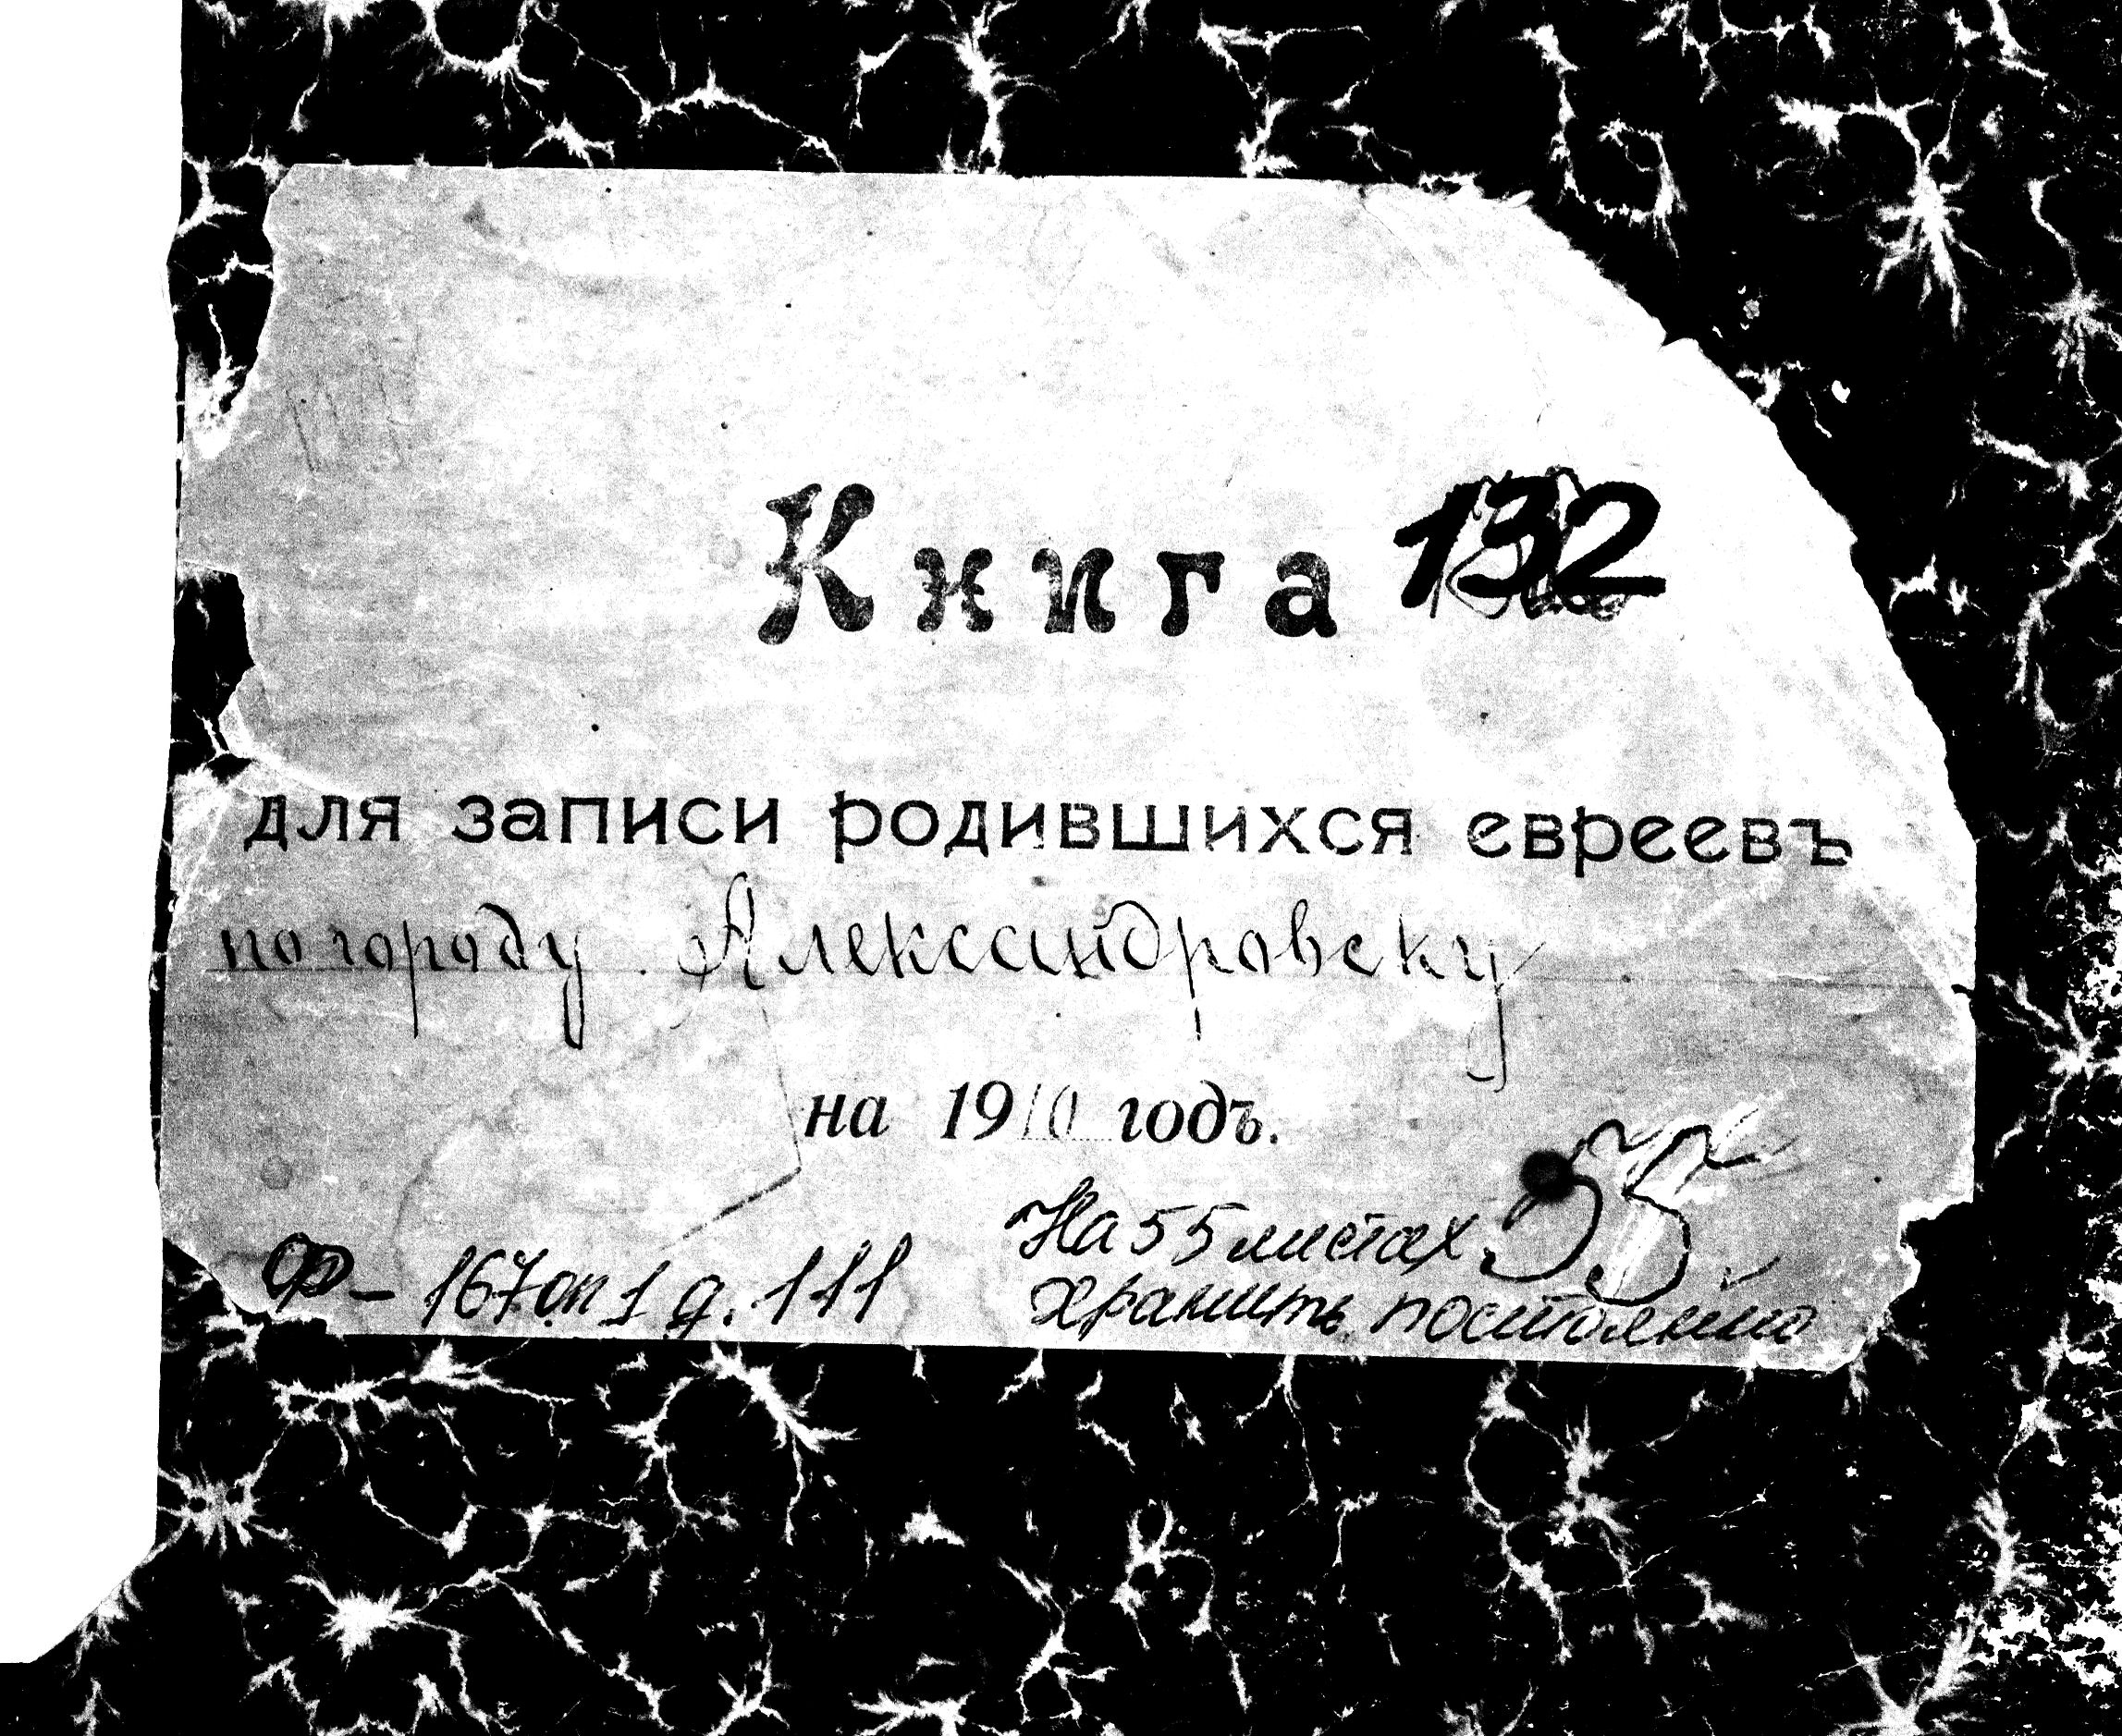 Книга 132
для записи родившихся евреевъ
по городу Александровску
на 1910 годъ.
На 55 листах 55
хранить постоянно
Ф - 167 оп 1 д. 111